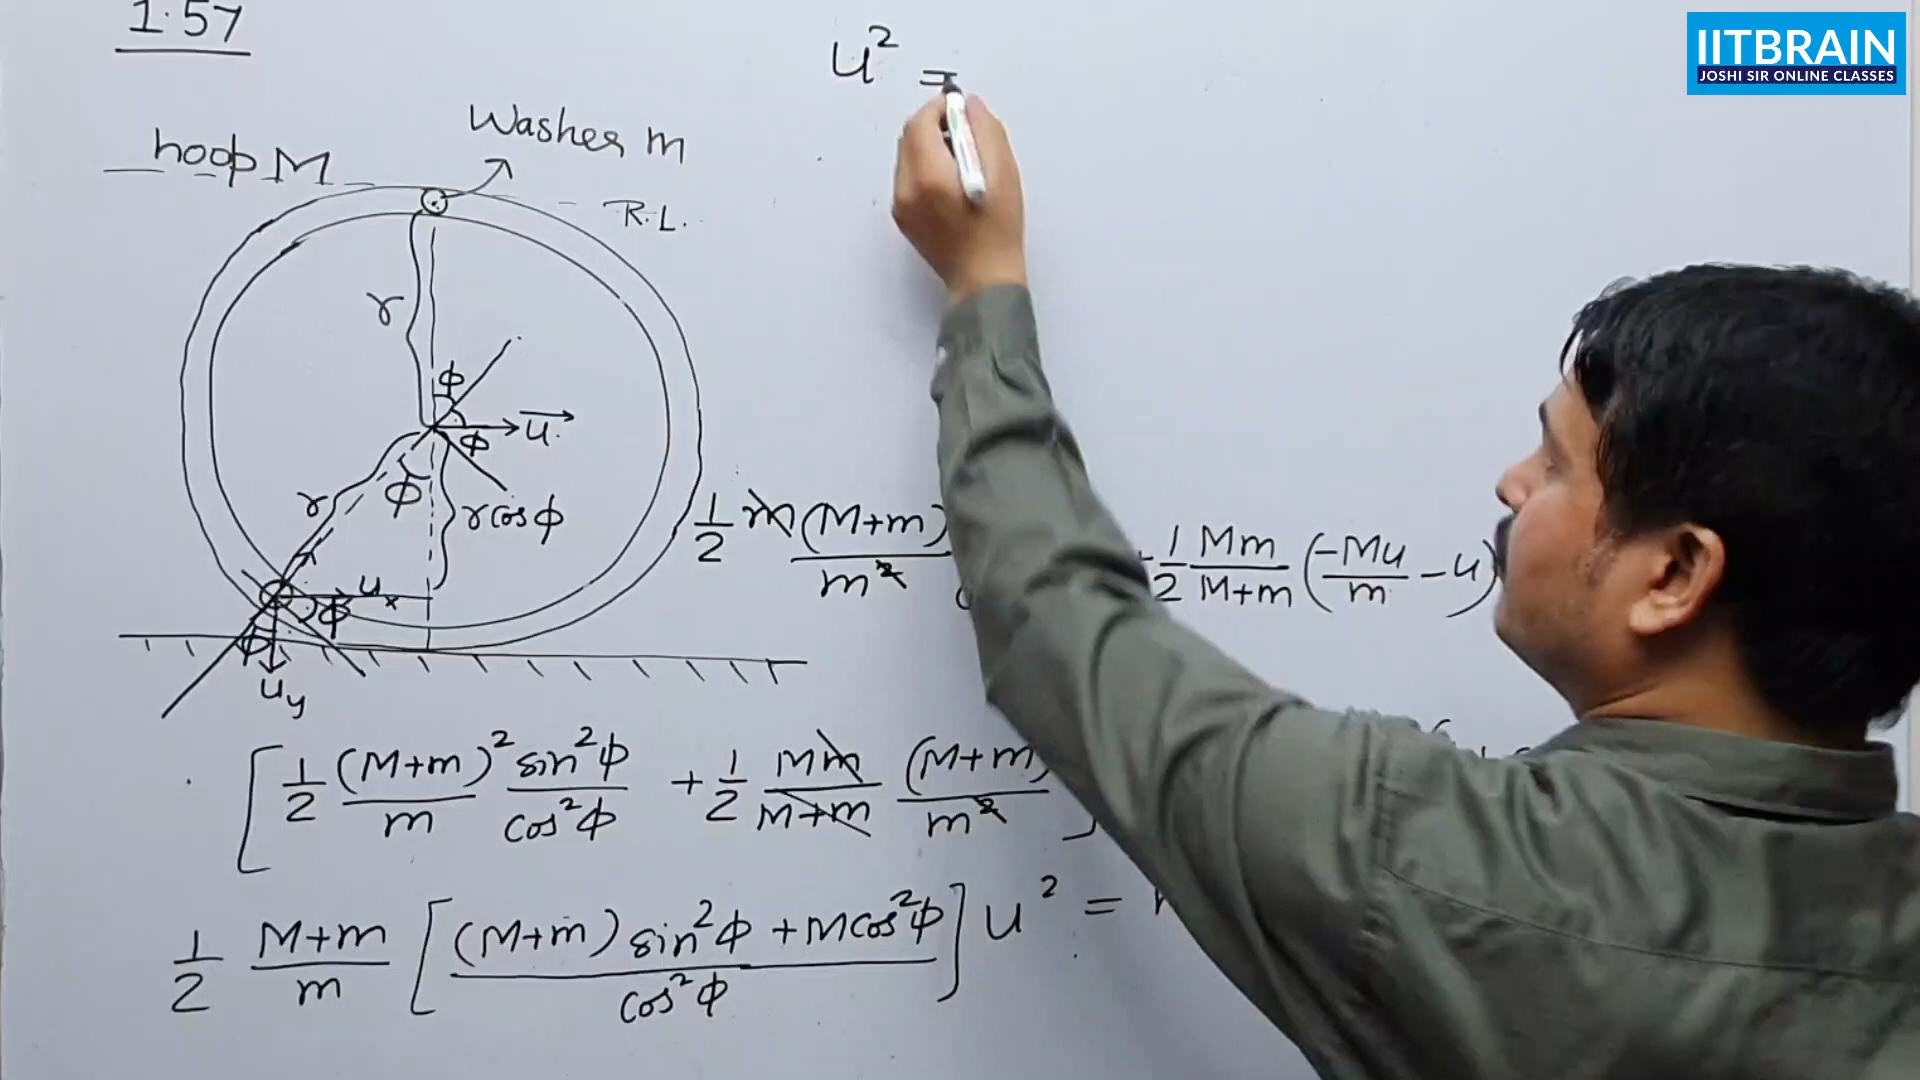 1.57
u² =
IITBRAIN
JOSHI SIR ONLINE CLASSES
Washer m
hoop M
R.L.
r
ϕ
u
ϕ
ϕ
r
r cos ϕ
u_x
ϕ
ϕ
u_y
1/2 m(M+m)/m²
1/2 Mm/(M+m) (-Mu/m - u)
[1/2 (M+m)²/m sin²ϕ/cos²ϕ + 1/2 Mm/(M+m) (M+m)/m²
1/2 (M+m)/m [((M+m) sin²ϕ + M cos²ϕ)/cos²ϕ] u² =